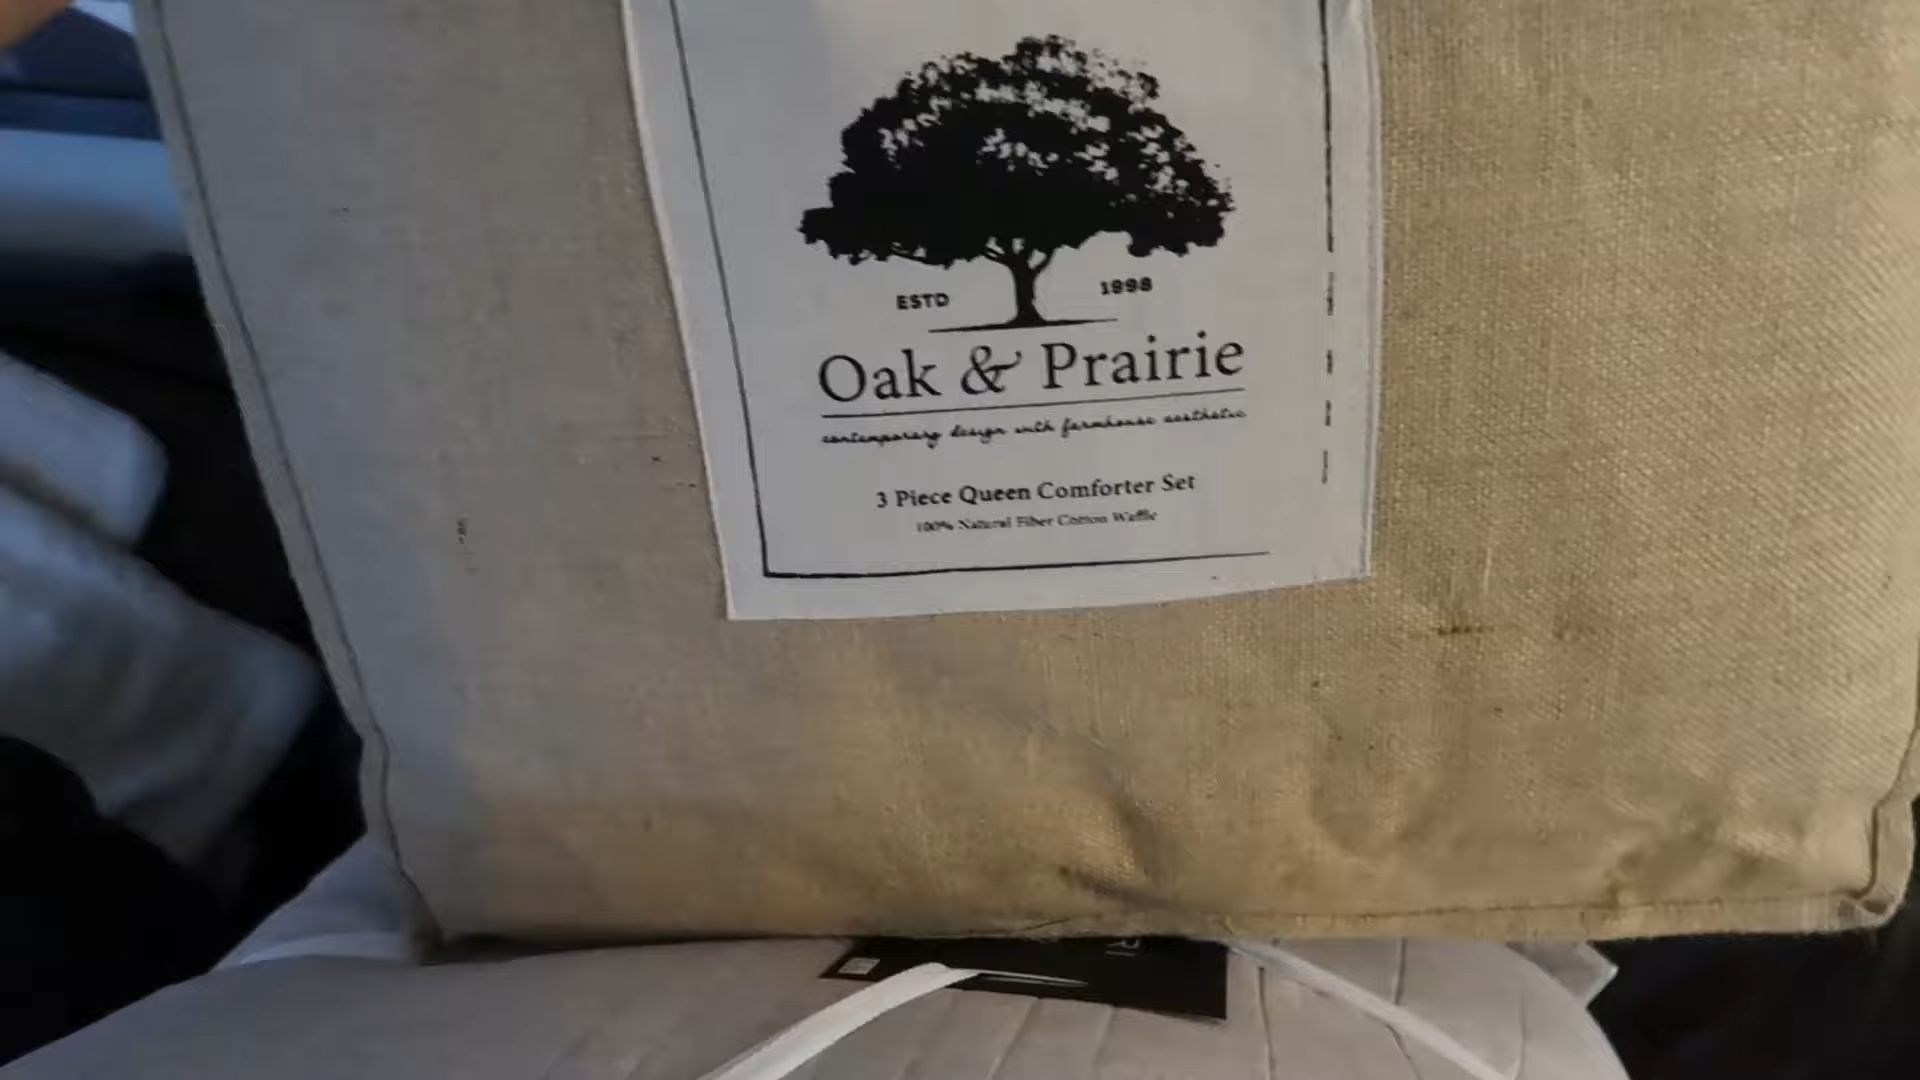 ESTD 1998
Oak & Prairie
contemporary design with farmhouse aesthetic
3 Piece Queen Comforter Set
100% Natural Fiber Cotton Waffle